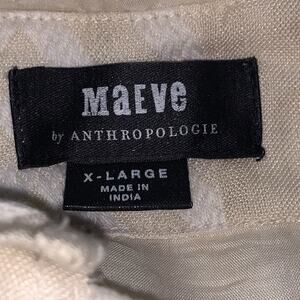 MAEVE
by ANTHROPOLOGIE
X-LARGE
MADE IN
INDIA